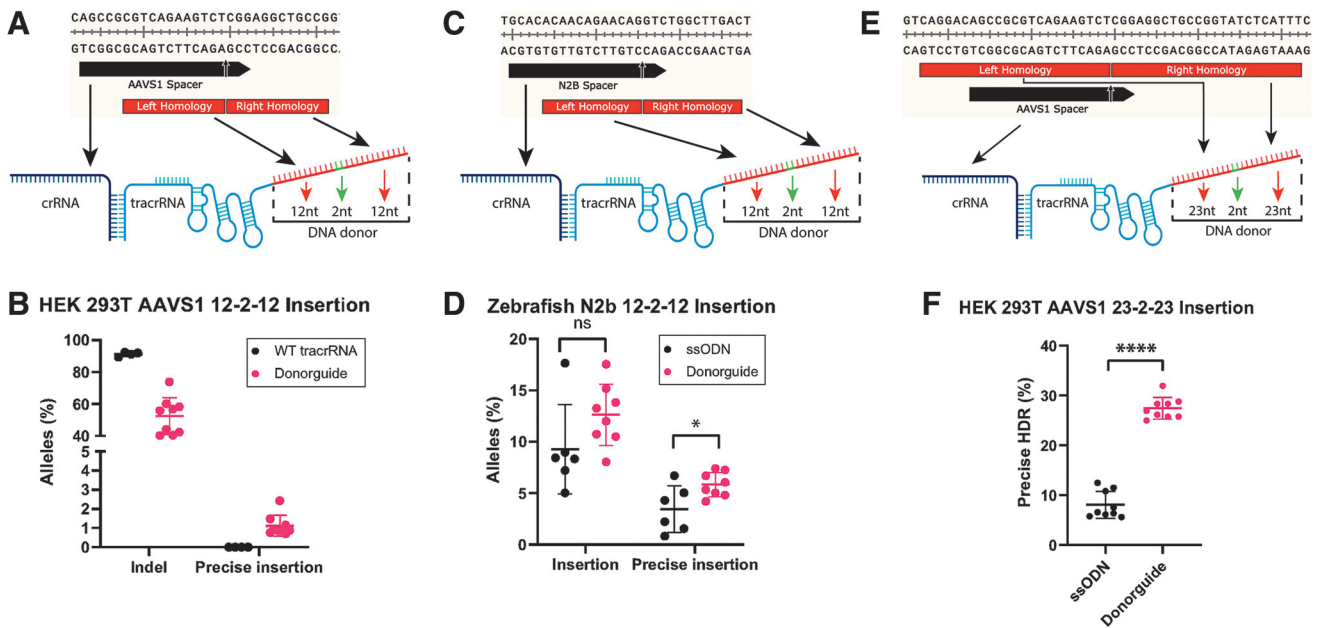 A
CAGCCGCGTCAGAAGTCTCGGAGGCTGCCGG
GTCGGCGCAGTCTTCAGAGCCTCCGACGGCC
AAVS1 Spacer
Left Homology
Right Homology
crRNA
tracrRNA
12nt
2nt
12nt
DNA donor
C
TGCACACAACAGAACAGGTCTGGCTTGACT
ACGTGTGTTGTCTTGTCCAGACCGAACTGA
N2B Spacer
Left Homology
Right Homology
crRNA
tracrRNA
12nt
2nt
12nt
DNA donor
E
GTCAGGACAGCCGCGTCAGAAGTCTCGGAGGCTGCCGGTATCTCATTTC
CAGTCCTGTCGGCGCAGTCTTCAGAGCCTCCGACGGCCATAGAGTAAAG
Left Homology
Right Homology
AAVS1 Spacer
crRNA
tracrRNA
23nt
2nt
23nt
DNA donor
B
HEK 293T AAVS1 12-2-12 Insertion
Alleles (%)
100
80
60
40
5
4
3
2
1
0
WT tracrRNA
Donorguide
Indel
Precise insertion
D
Zebrafish N2b 12-2-12 Insertion
Alleles (%)
20
15
10
5
0
ns
*
ssODN
Donorguide
Insertion
Precise insertion
F
HEK 293T AAVS1 23-2-23 Insertion
Precise HDR (%)
40
30
20
10
0
****
ssODN
Donorguide